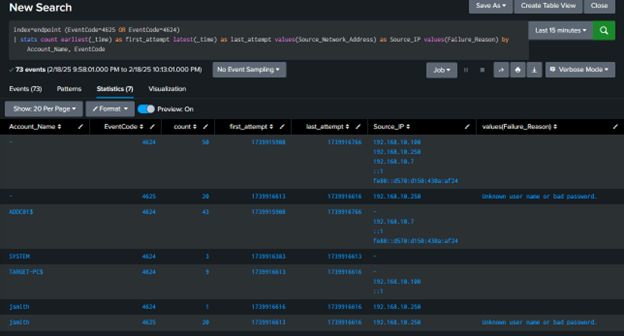 New Search
Save As
Create Table View
Close
index=endpoint (EventCode=4625 OR EventCode=4624)
| stats count earliest(_time) as first_attempt latest(_time) as last_attempt values(Source_Network_Address) as Source_IP values(Failure_Reason) by
Account_Name, EventCode
Last 15 minutes
73 events (2/18/25 9:58:01.000 PM to 2/18/25 10:13:01.000 PM)
No Event Sampling
Job
Verbose Mode
Events (73)
Patterns
Statistics (7)
Visualization
Show: 20 Per Page
Format
Preview: On
Account_Name EventCode count first_attempt last_attempt Source_IP values(Failure_Reason)
- 4624 50 1739915908 1739916766 192.168.10.100
192.168.10.250
192.168.10.7
::1
fe80::d570:d150:438a:af34
- 4625 20 1739916613 1739916616 192.168.10.250 Unknown user name or bad password.
ADDC01$ 4624 43 1739915908 1739916766 -
192.168.10.7
::1
fe80::d570:d150:438a:af34
SYSTEM 4624 3 1739916383 1739916613 -
TARGET-PC$ 4624 9 1739916613 1739916616 -
192.168.10.100
::1
jsmith 4624 1 1739916616 1739916616 192.168.10.250
jsmith 4625 20 1739916613 1739916616 192.168.10.250 Unknown user name or bad password.